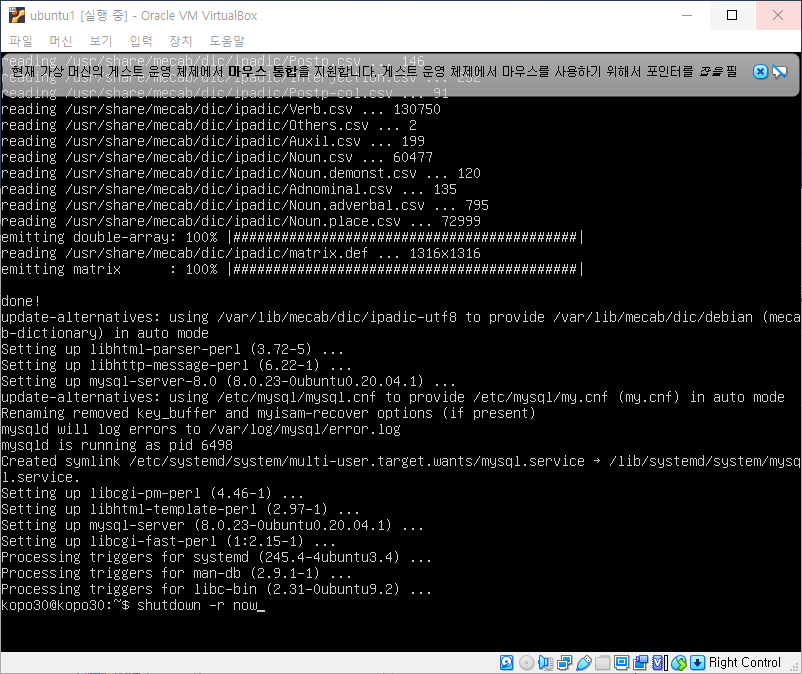 ubuntu1 [실행 중] - Oracle VM VirtualBox
파일 머신 보기 입력 장치 도움말
reading /usr/share/mecab/dic/ipadic/Postp.csv ... 146
현재 가상 머신의 게스트 운영 체제에서 마우스 통합을 지원합니다. 게스트 운영 체제에서 마우스를 사용하기 위해서 포인터를 잡을 필
reading /usr/share/mecab/dic/ipadic/Postp-col.csv ... 91
reading /usr/share/mecab/dic/ipadic/Verb.csv ... 130750
reading /usr/share/mecab/dic/ipadic/Others.csv ... 2
reading /usr/share/mecab/dic/ipadic/Auxil.csv ... 199
reading /usr/share/mecab/dic/ipadic/Noun.csv ... 60477
reading /usr/share/mecab/dic/ipadic/Noun.demonst.csv ... 120
reading /usr/share/mecab/dic/ipadic/Adnominal.csv ... 135
reading /usr/share/mecab/dic/ipadic/Noun.adverbal.csv ... 795
reading /usr/share/mecab/dic/ipadic/Noun.place.csv ... 72999
emitting double-array: 100% |###########################################|
reading /usr/share/mecab/dic/ipadic/matrix.def ... 1316x1316
emitting matrix      : 100% |###########################################|
done!
update-alternatives: using /var/lib/mecab/dic/ipadic-utf8 to provide /var/lib/mecab/dic/debian (meca
b-dictionary) in auto mode
Setting up libhtml-parser-perl (3.72-5) ...
Setting up libhttp-message-perl (6.22-1) ...
Setting up mysql-server-8.0 (8.0.23-0ubuntu0.20.04.1) ...
update-alternatives: using /etc/mysql/mysql.cnf to provide /etc/mysql/my.cnf (my.cnf) in auto mode
Renaming removed key_buffer and myisam-recover options (if present)
mysqld will log errors to /var/log/mysql/error.log
mysqld is running as pid 6498
Created symlink /etc/systemd/system/multi-user.target.wants/mysql.service → /lib/systemd/system/mysq
l.service.
Setting up libcgi-pm-perl (4.46-1) ...
Setting up libhtml-template-perl (2.97-1) ...
Setting up mysql-server (8.0.23-0ubuntu0.20.04.1) ...
Setting up libcgi-fast-perl (1:2.15-1) ...
Processing triggers for systemd (245.4-4ubuntu3.4) ...
Processing triggers for man-db (2.9.1-1) ...
Processing triggers for libc-bin (2.31-0ubuntu9.2) ...
kopo30@kopo30:~$ shutdown -r now_
Right Control